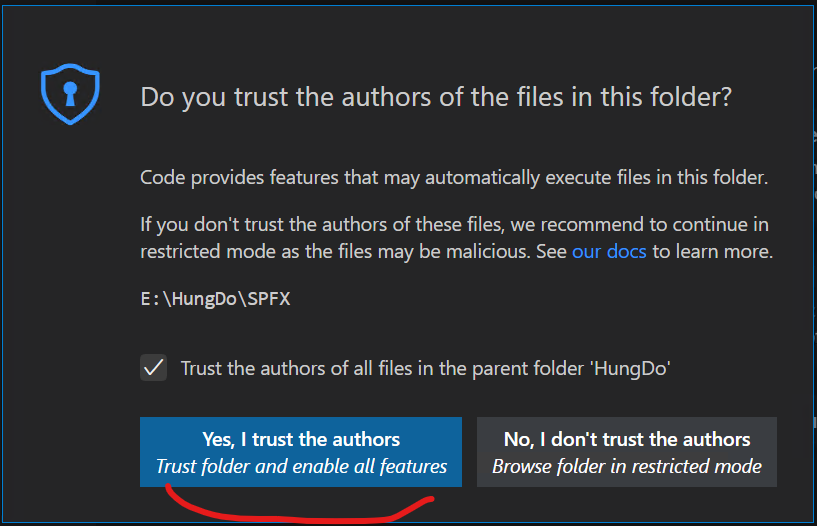 Do you trust the authors of the files in this folder?
Code provides features that may automatically execute files in this folder.
If you don't trust the authors of these files, we recommend to continue in
restricted mode as the files may be malicious. See our docs to learn more.
E:\HungDo\SPFX
Trust the authors of all files in the parent folder 'HungDo'
Yes, I trust the authors
Trust folder and enable all features
No, I don't trust the authors
Browse folder in restricted mode